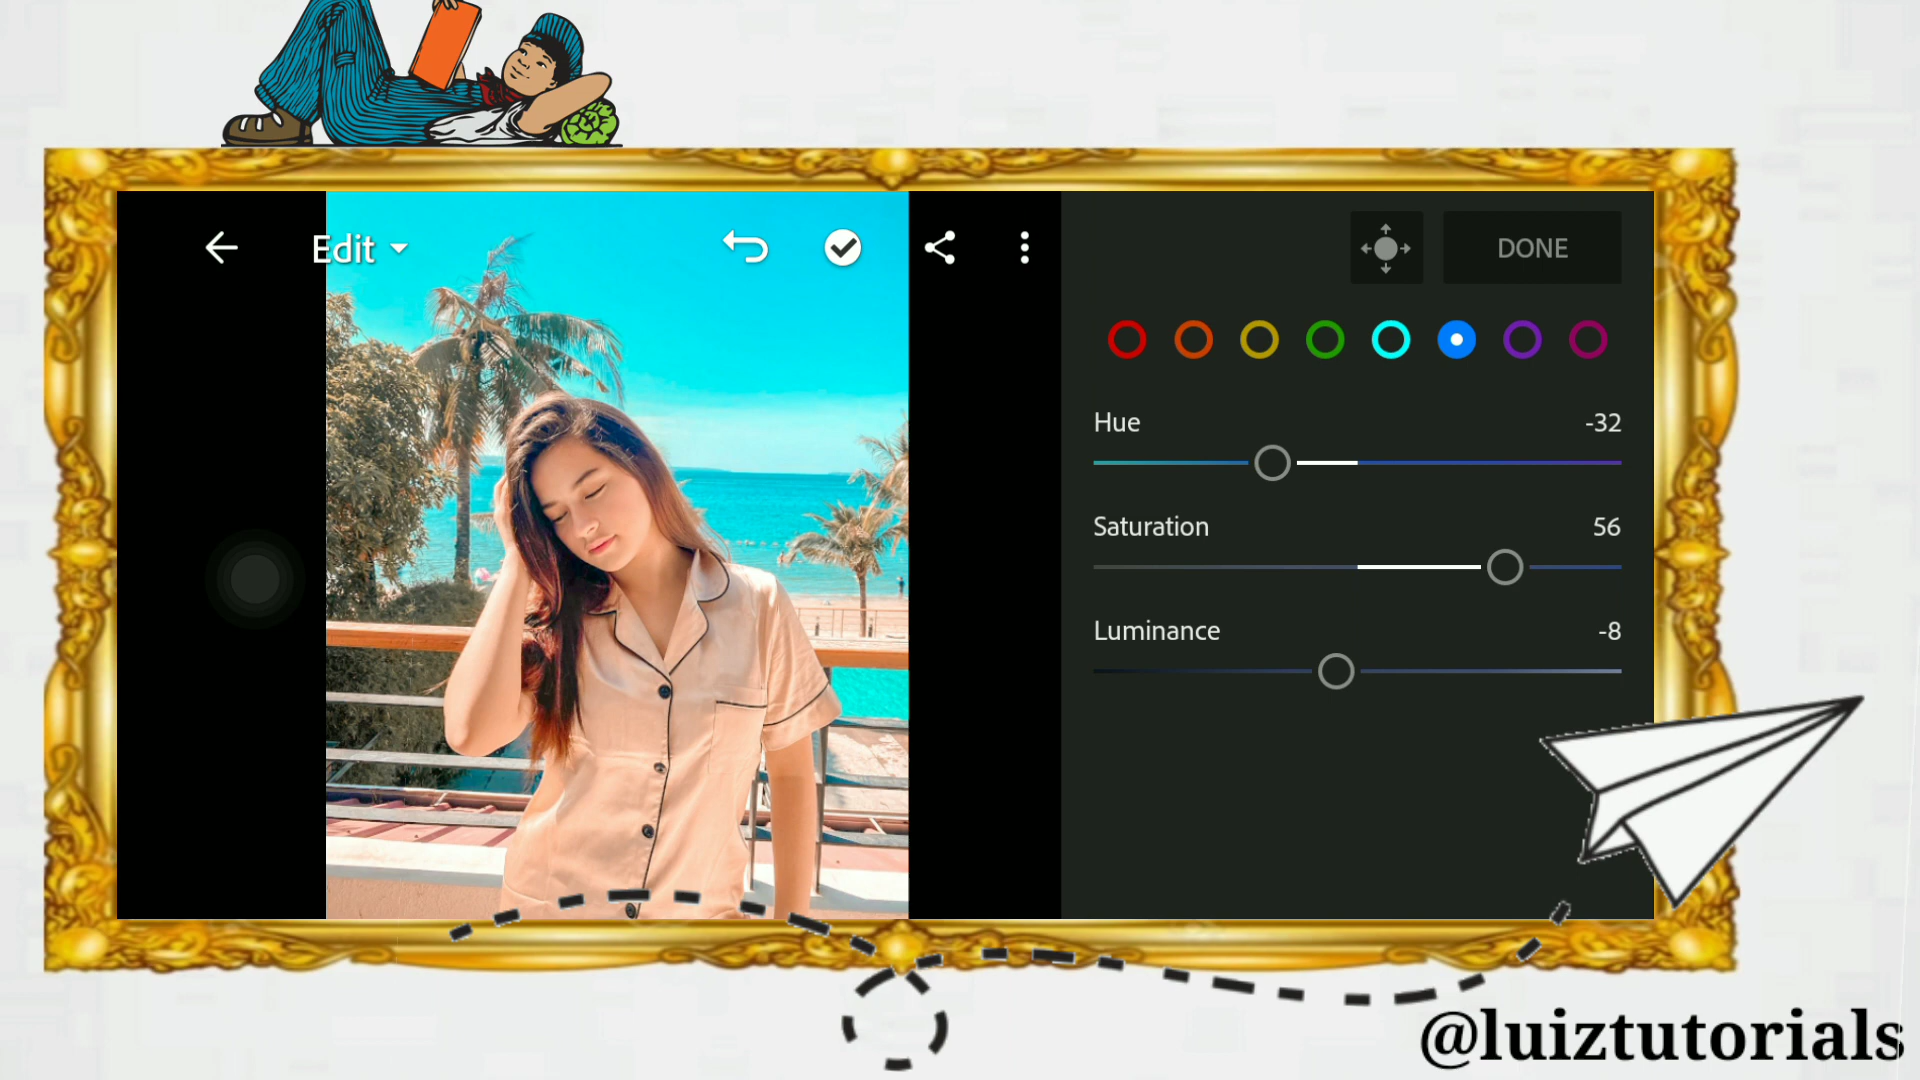 Edit
DONE
Hue -32
Saturation 56
Luminance -8
@luiztutorials